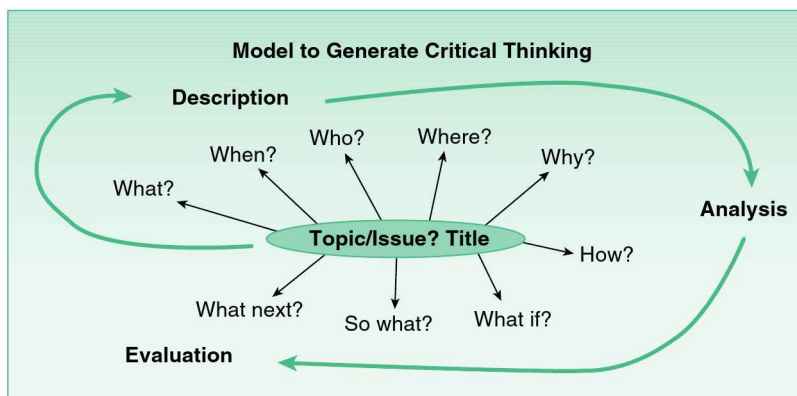 Model to Generate Critical Thinking
Description
Who?
Where?
When?
Why?
What?
Analysis
Topic/Issue? Title
How?
What next?
So what?
What if?
Evaluation